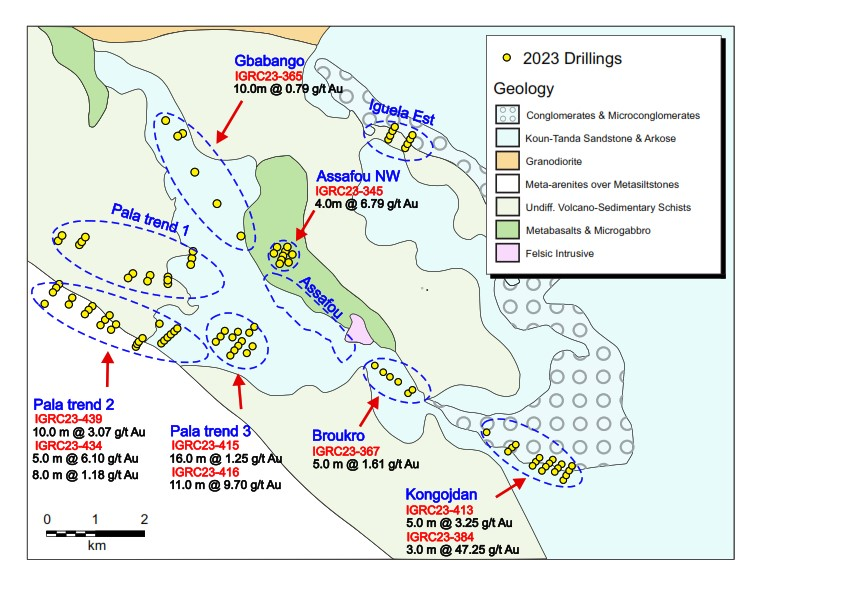 Gbabango
IGRC23-365
10.0m @ 0.79 g/t Au
Iguela Est
Assafou NW
IGRC23-345
4.0m @ 6.79 g/t Au
Pala trend 1
Assafou
2023 Drillings
Geology
Conglomerates & Microconglomerates
Koun-Tanda Sandstone & Arkose
Granodiorite
Meta-arenites over Metasiltstones
Undiff. Volcano-Sedimentary Schists
Metabasalts & Microgabbro
Felsic Intrusive
Pala trend 2
IGRC23-439
10.0 m @ 3.07 g/t Au
IGRC23-434
5.0 m @ 6.10 g/t Au
8.0 m @ 1.18 g/t Au
Pala trend 3
IGRC23-415
16.0 m @ 1.25 g/t Au
IGRC23-416
11.0 m @ 9.70 g/t Au
Broukro
IGRC23-367
5.0 m @ 1.61 g/t Au
Kongojdan
IGRC23-413
5.0 m @ 3.25 g/t Au
IGRC23-384
3.0 m @ 47.25 g/t Au
0 1 2
km